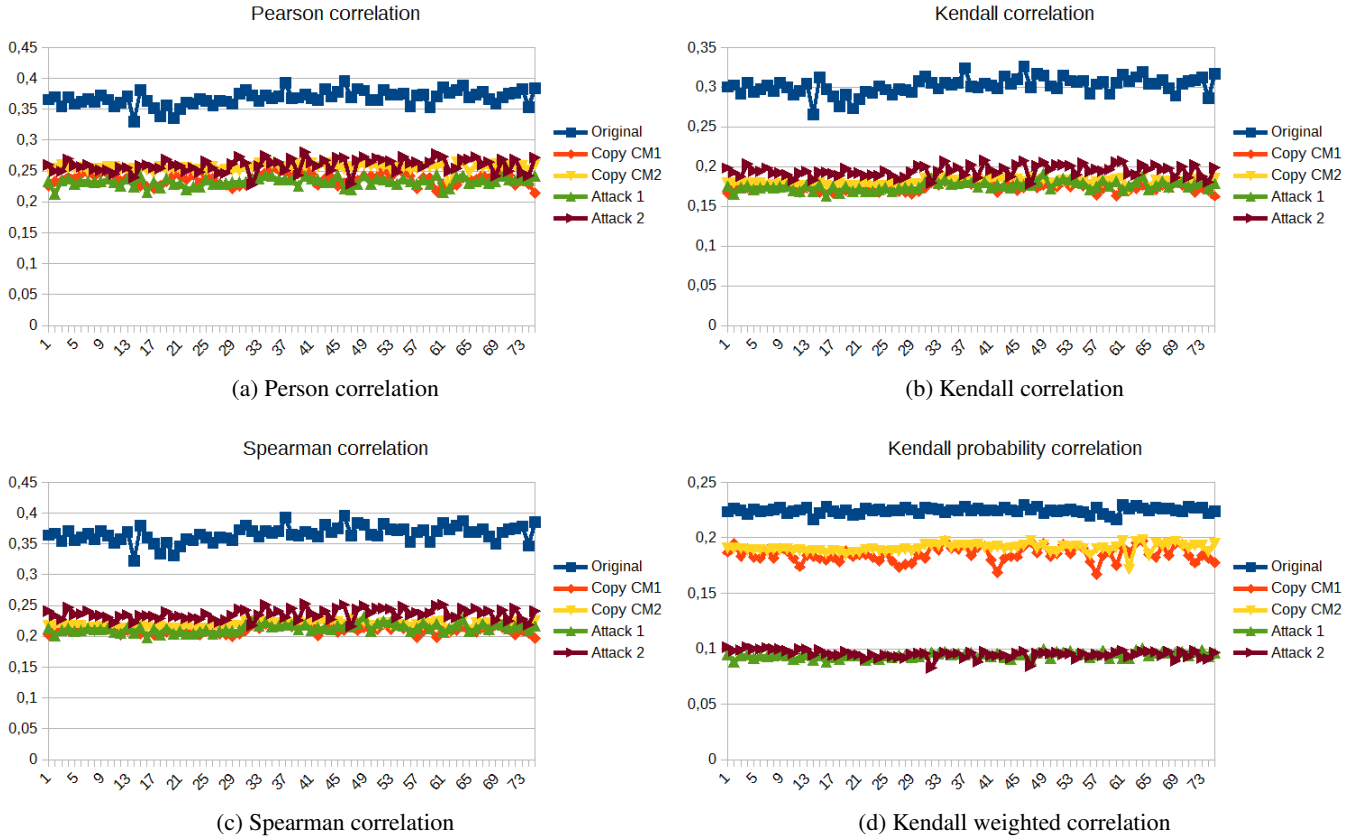 Pearson correlation
0,45
0,4
0,35
0,3
0,25
0,2
0,15
0,1
0,05
0
1 5 9 13 17 21 25 29 33 37 41 45 49 53 57 61 65 69 73
Original
Copy CM1
Copy CM2
Attack 1
Attack 2
(a) Person correlation
Kendall correlation
0,35
0,3
0,25
0,2
0,15
0,1
0,05
0
1 5 9 13 17 21 25 29 33 37 41 45 49 53 57 61 65 69 73
Original
Copy CM1
Copy CM2
Attack 1
Attack 2
(b) Kendall correlation
Spearman correlation
0,45
0,4
0,35
0,3
0,25
0,2
0,15
0,1
0,05
0
1 5 9 13 17 21 25 29 33 37 41 45 49 53 57 61 65 69 73
Original
Copy CM1
Copy CM2
Attack 1
Attack 2
(c) Spearman correlation
Kendall probability correlation
0,25
0,2
0,15
0,1
0,05
0
1 5 9 13 17 21 25 29 33 37 41 45 49 53 57 61 65 69 73
Original
Copy CM1
Copy CM2
Attack 1
Attack 2
(d) Kendall weighted correlation